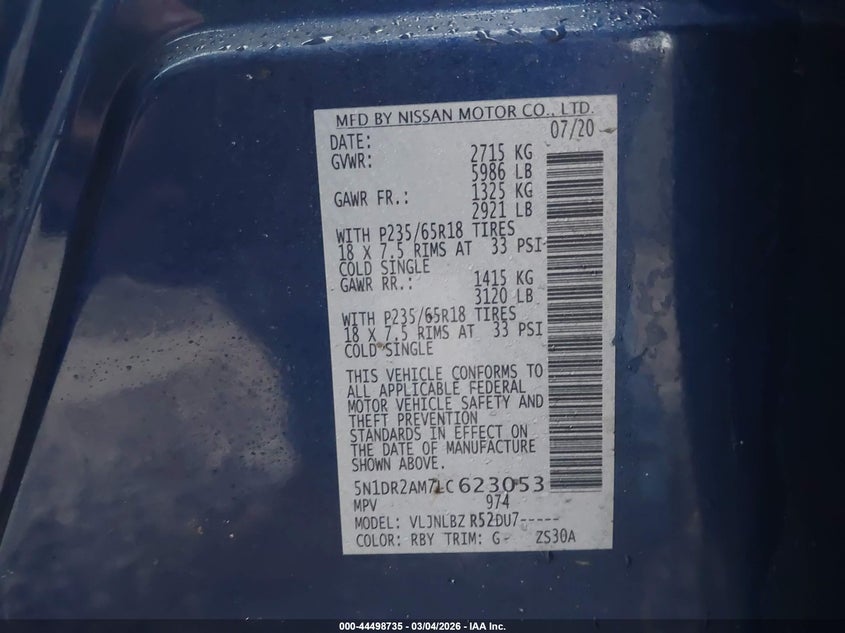 MFD BY NISSAN MOTOR CO., LTD.
DATE: 07/20
GVWR: 2715 KG
5986 LB
GAWR FR.: 1325 KG
2921 LB
WITH P235/65R18 TIRES
18 X 7.5 RIMS AT 33 PSI
COLD SINGLE
GAWR RR.: 1415 KG
3120 LB
WITH P235/65R18 TIRES
18 X 7.5 RIMS AT 33 PSI
COLD SINGLE
THIS VEHICLE CONFORMS TO
ALL APPLICABLE FEDERAL
MOTOR VEHICLE SAFETY AND
THEFT PREVENTION
STANDARDS IN EFFECT ON
THE DATE OF MANUFACTURE
SHOWN ABOVE.
5N1DR2AM7LC623053
MPV 974
MODEL: VLJNLBZ R52DU7-----
COLOR: RBY TRIM: G- ZS30A
000-44498735 - 03/04/2026 - IAA Inc.